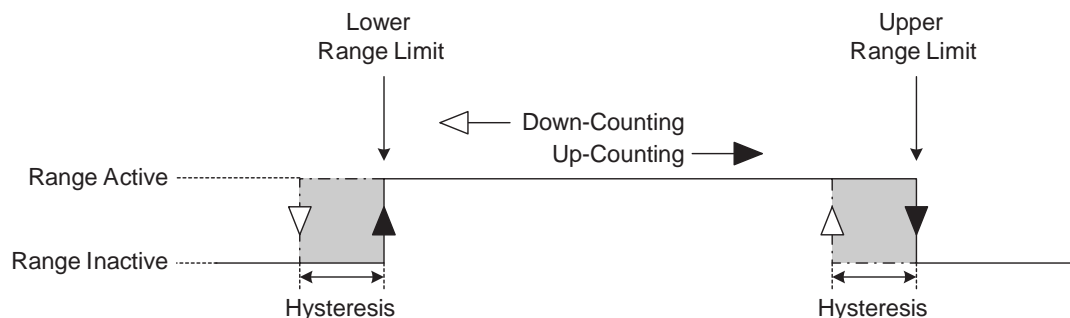 Lower
Range Limit
Upper
Range Limit
Down-Counting
Up-Counting
Range Active
Range Inactive
Hysteresis
Hysteresis